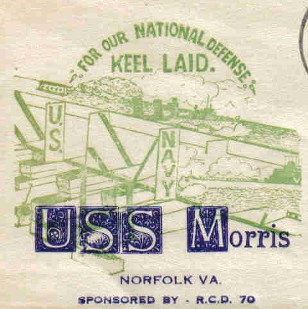 FOR OUR NATIONAL DEFENSE
KEEL LAID.
U.S.
NAVY
USS Morris
NORFOLK VA.
SPONSORED BY - R.C.D. 70